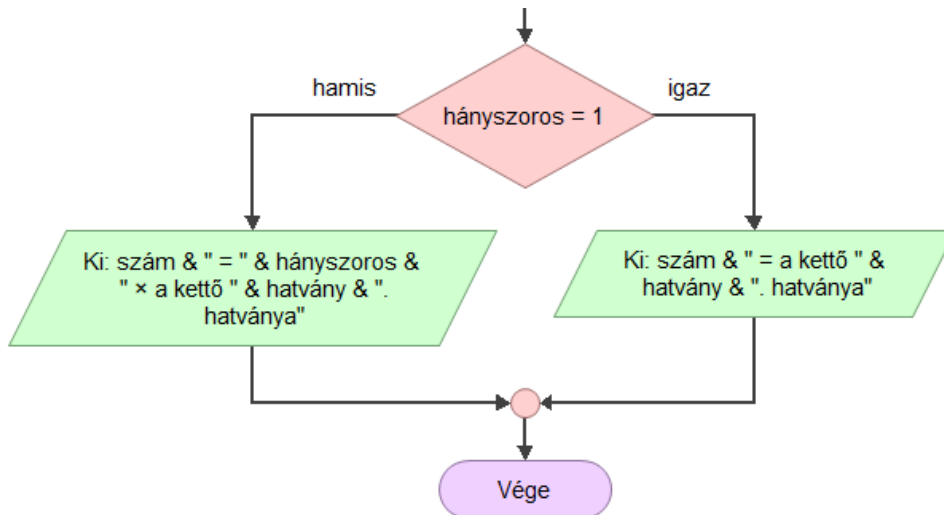 hamis
igaz
hányszoros = 1
Ki: szám & " = " & hányszoros &
" × a kettő " & hatvány & ".
hatványa"
Ki: szám & " = a kettő " &
hatvány & ". hatványa"
Vége